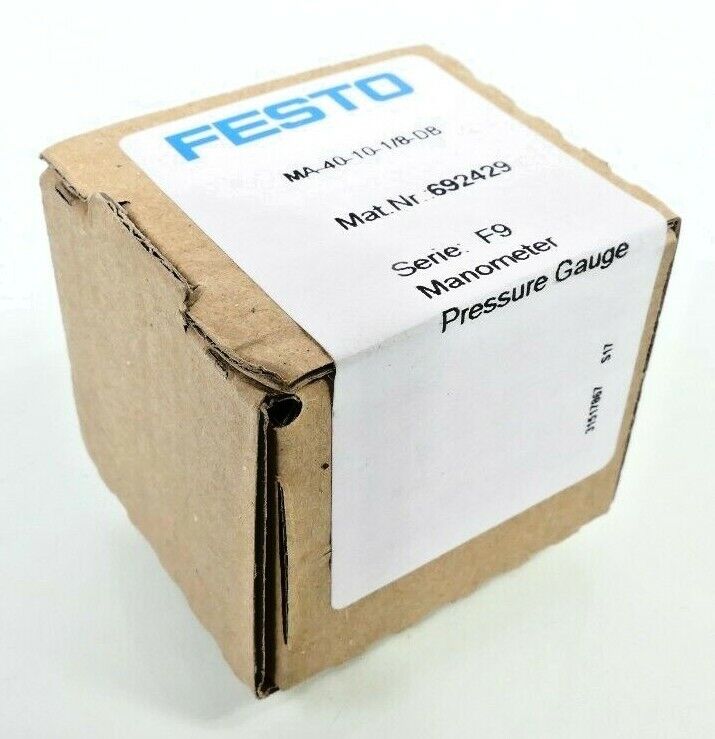 FESTO
MA-40-10-1/8-DB
Mat.Nr.:692429
Serie: F9
Manometer
Pressure Gauge
31517867 S17